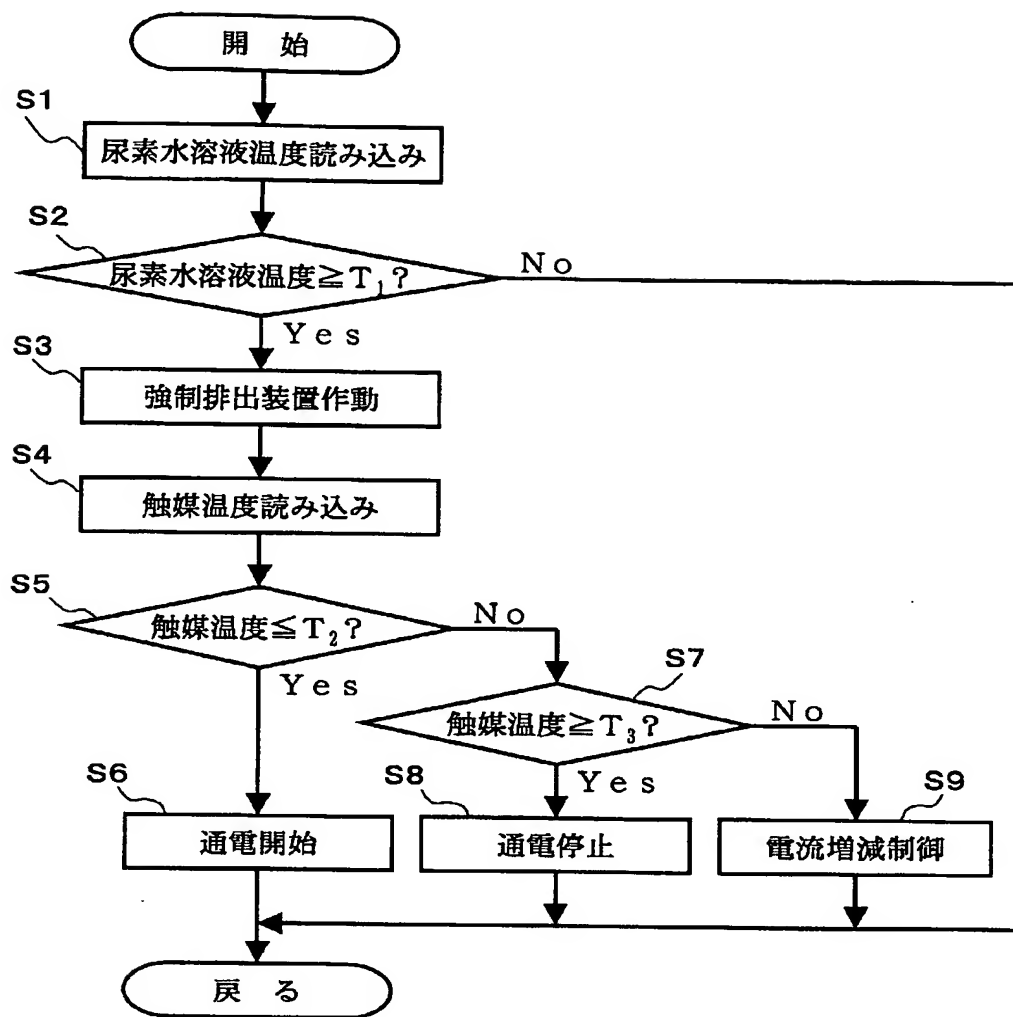 開　始
S1
尿素水溶液温度読み込み
S2
尿素水溶液温度≧T₁?
No
Yes
S3
強制排出装置作動
S4
触媒温度読み込み
S5
触媒温度≦T₂?
No
Yes
S7
触媒温度≧T₃?
No
Yes
S6
通電開始
S8
通電停止
S9
電流増減制御
戻　る